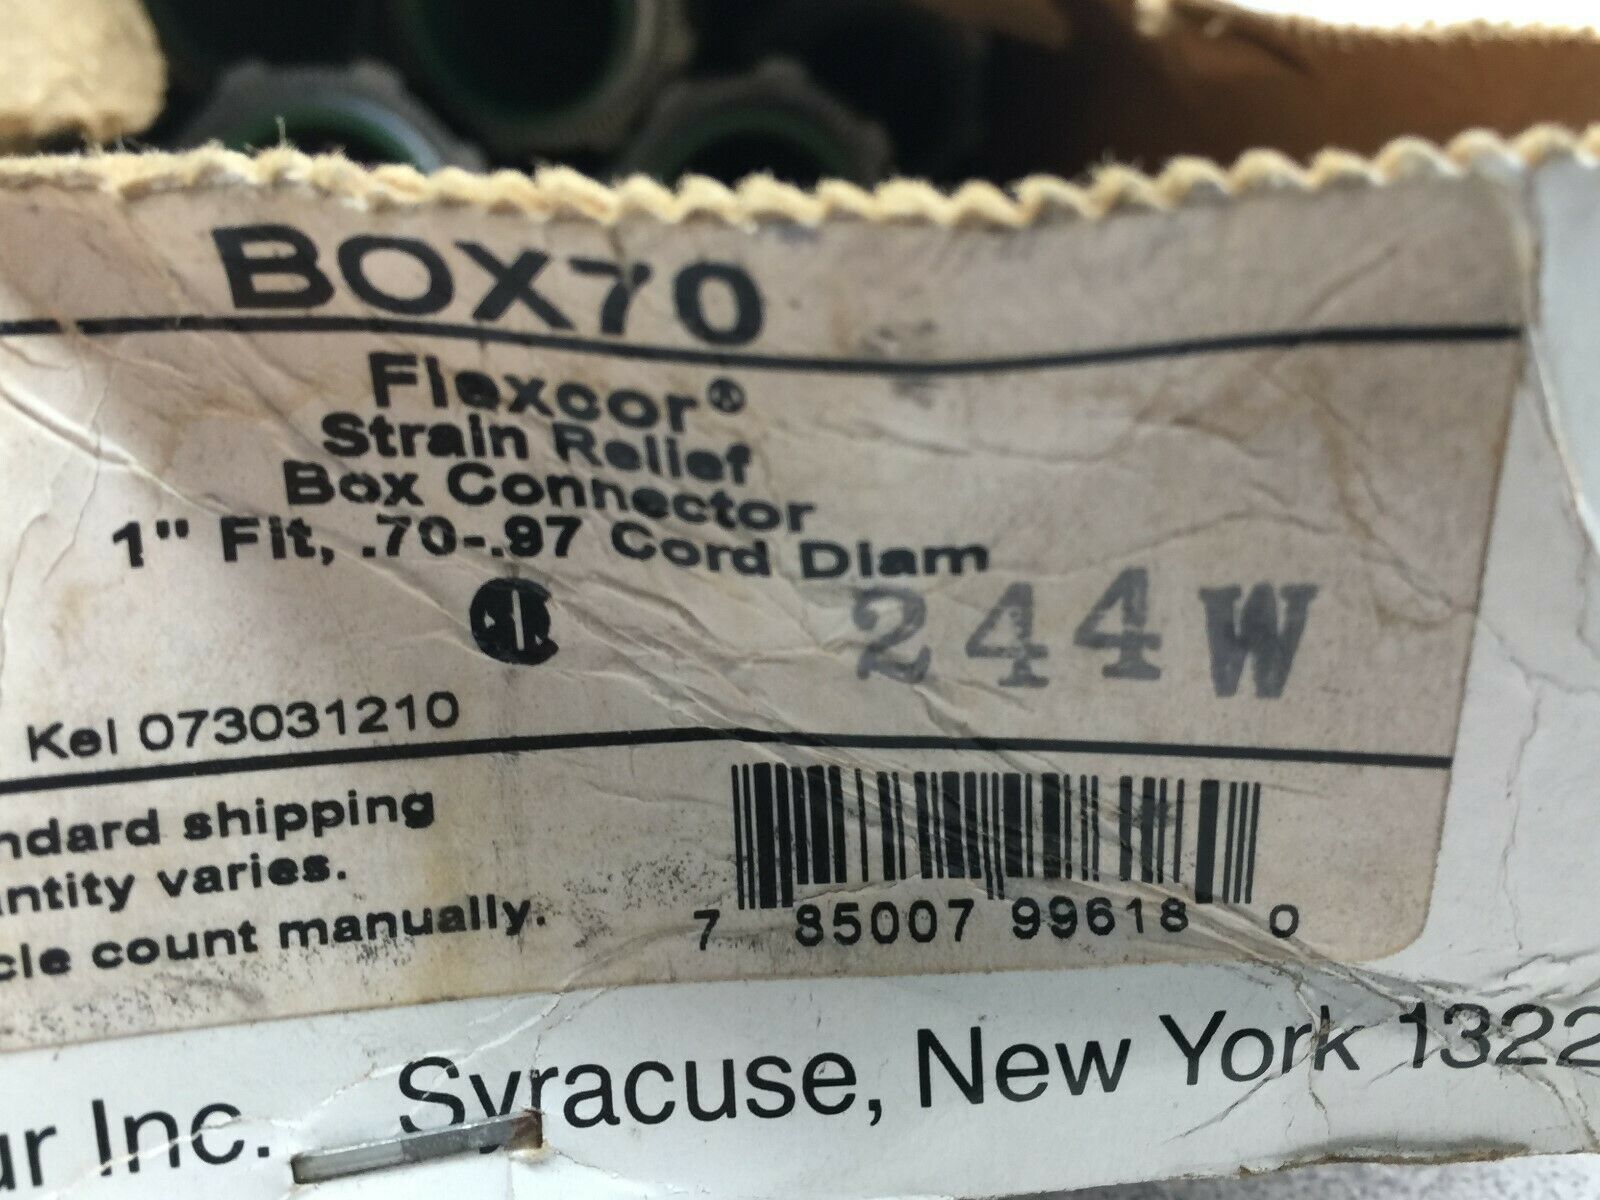 BOX70
Flexcor®
Strain Relief
Box Connector
1" Fit, .70-.97 Cord Diam
244W
Kel 073031210
ndard shipping
antity varies.
cle count manually.
7 85007 99618 0
ur Inc. Syracuse, New York 1322